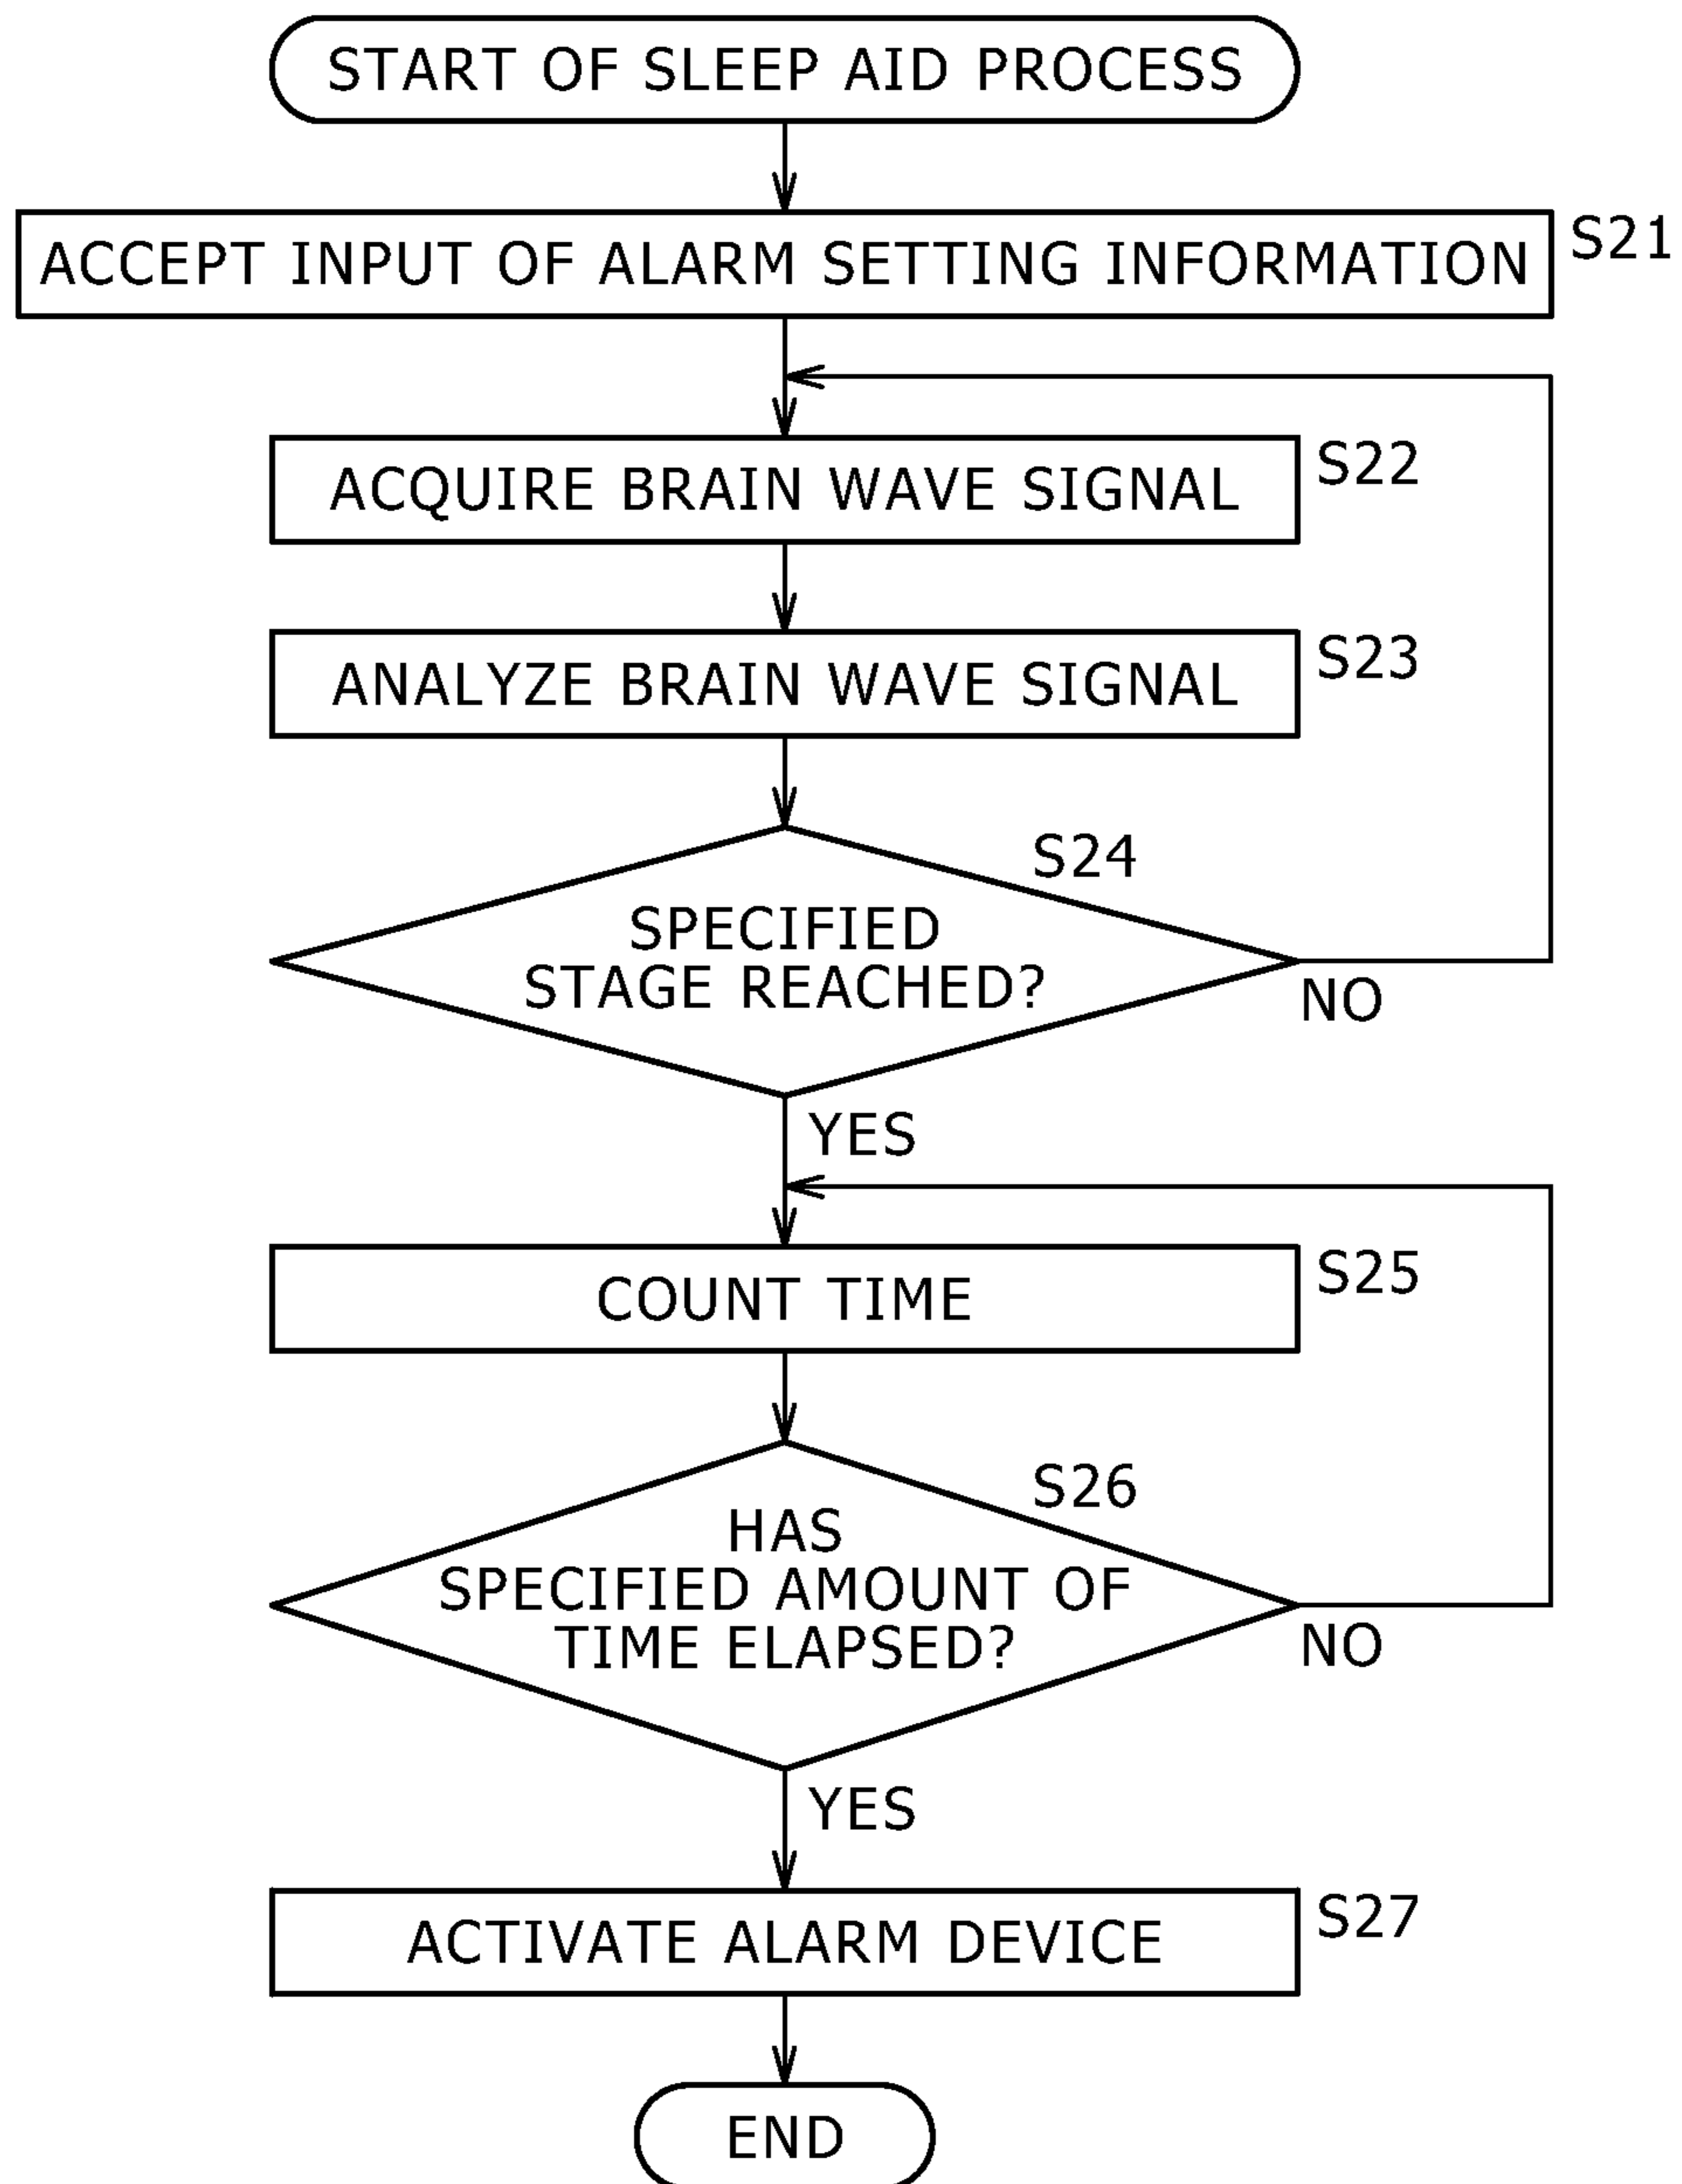 START OF SLEEP AID PROCESS
ACCEPT INPUT OF ALARM SETTING INFORMATION
S21
ACQUIRE BRAIN WAVE SIGNAL
S22
ANALYZE BRAIN WAVE SIGNAL
S23
S24
SPECIFIED
STAGE REACHED?
NO
YES
COUNT TIME
S25
S26
HAS
SPECIFIED AMOUNT OF
TIME ELAPSED?
NO
YES
ACTIVATE ALARM DEVICE
S27
END